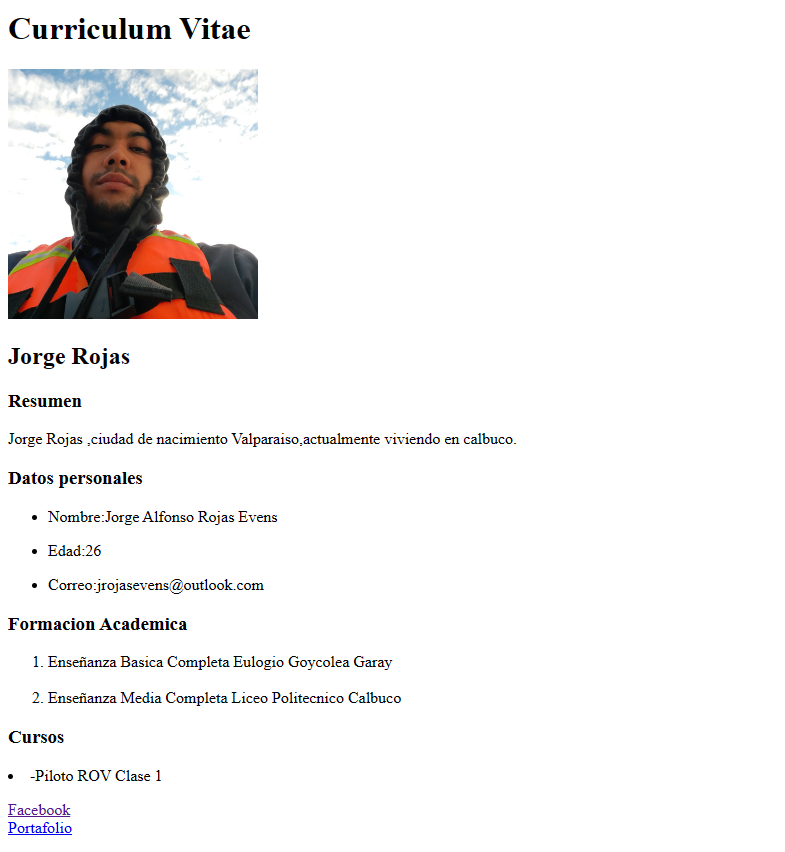 Curriculum Vitae
Jorge Rojas
Resumen
Jorge Rojas ,ciudad de nacimiento Valparaiso,actualmente viviendo en calbuco.
Datos personales
• Nombre:Jorge Alfonso Rojas Evens
• Edad:26
• Correo:jrojasevens@outlook.com
Formacion Academica
1. Enseñanza Basica Completa Eulogio Goycolea Garay
2. Enseñanza Media Completa Liceo Politecnico Calbuco
Cursos
• -Piloto ROV Clase 1
Facebook
Portafolio